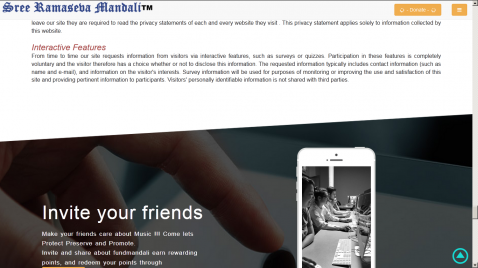 Sree Ramaseva Mandali™
Donate
leave our site they are required to read the privacy statements of each and every website they visit . This privacy statement applies solely to information collected by
this website.
Interactive Features
From time to time our site requests information from visitors via interactive features, such as surveys or quizzes. Participation in these features is completely
voluntary and the visitor therefore has a choice whether or not to disclose this information. The requested information typically includes contact information (such as
name and e-mail), and information on the visitor's interests. Survey information will be used for purposes of monitoring or improving the use and satisfaction of this
site and providing pertinent information to participants. Visitors' personally identifiable information is not shared with third parties.
Invite your friends
Make your friends care about Music !!! Come lets
Protect Preserve and Promote
Invite and share about fundmandali earn rewarding
points, and redeem your points through